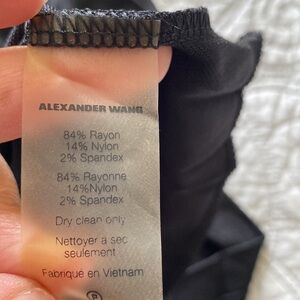 ALEXANDER WANG
84% Rayon
14% Nylon
2% Spandex
84% Rayonne
14%Nylon
2% Spandex
Dry clean only
Nettoyer a sec
seulement
Fabriqué en Vietnam
P